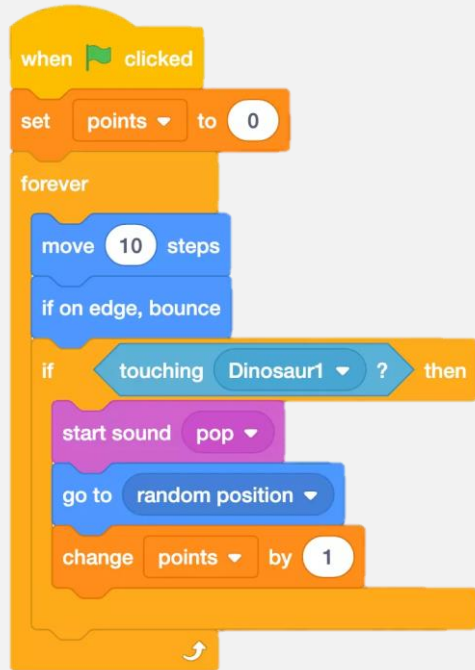 when clicked
set points to 0
forever
move 10 steps
if on edge, bounce
if touching Dinosaur1 ? then
start sound pop
go to random position
change points by 1